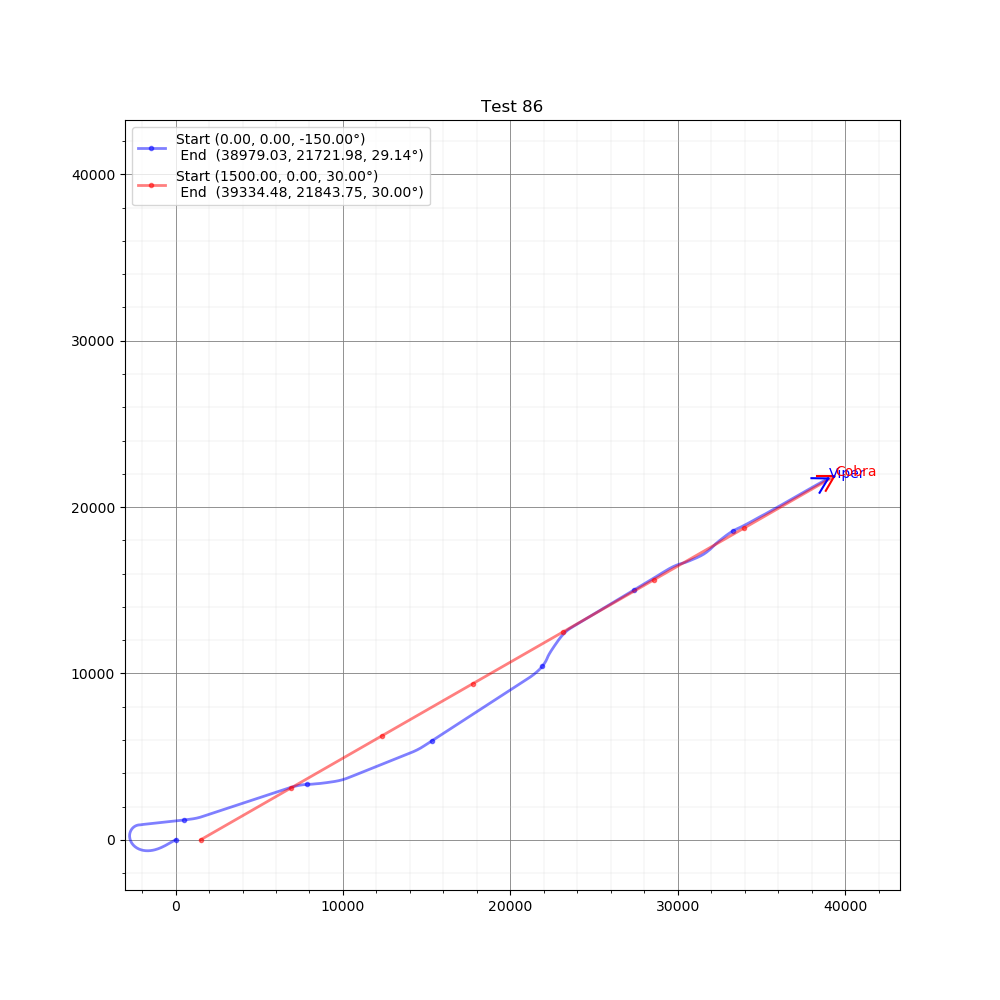 Test 86
Start (0.00, 0.00, -150.00°)
End (38979.03, 21721.98, 29.14°)
Start (1500.00, 0.00, 30.00°)
End (39334.48, 21843.75, 30.00°)
40000
30000
20000
10000
0
Viper
Cobra
0
10000
20000
30000
40000